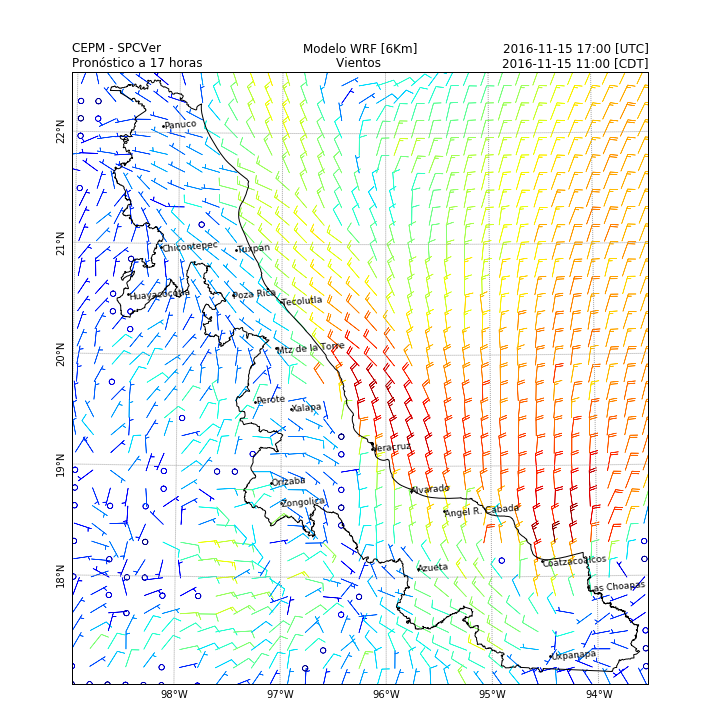 CEPM - SPCVer Modelo WRF [6Km] 2016-11-15 17:00 [UTC]
Pronóstico a 17 horas Vientos 2016-11-15 11:00 [CDT]
22°N
Panuco
21°N
Chicontepec
Tuxpan
Huayacocotla
Poza Rica
Tecolutla
20°N
Mtz de la Torre
Perote
Xalapa
19°N
Veracruz
Orizaba
Alvarado
Zongolica
Angel R. Cabada
18°N
Azueta
Coatzacoalcos
Las Choapas
Uxpanapa
98°W 97°W 96°W 95°W 94°W